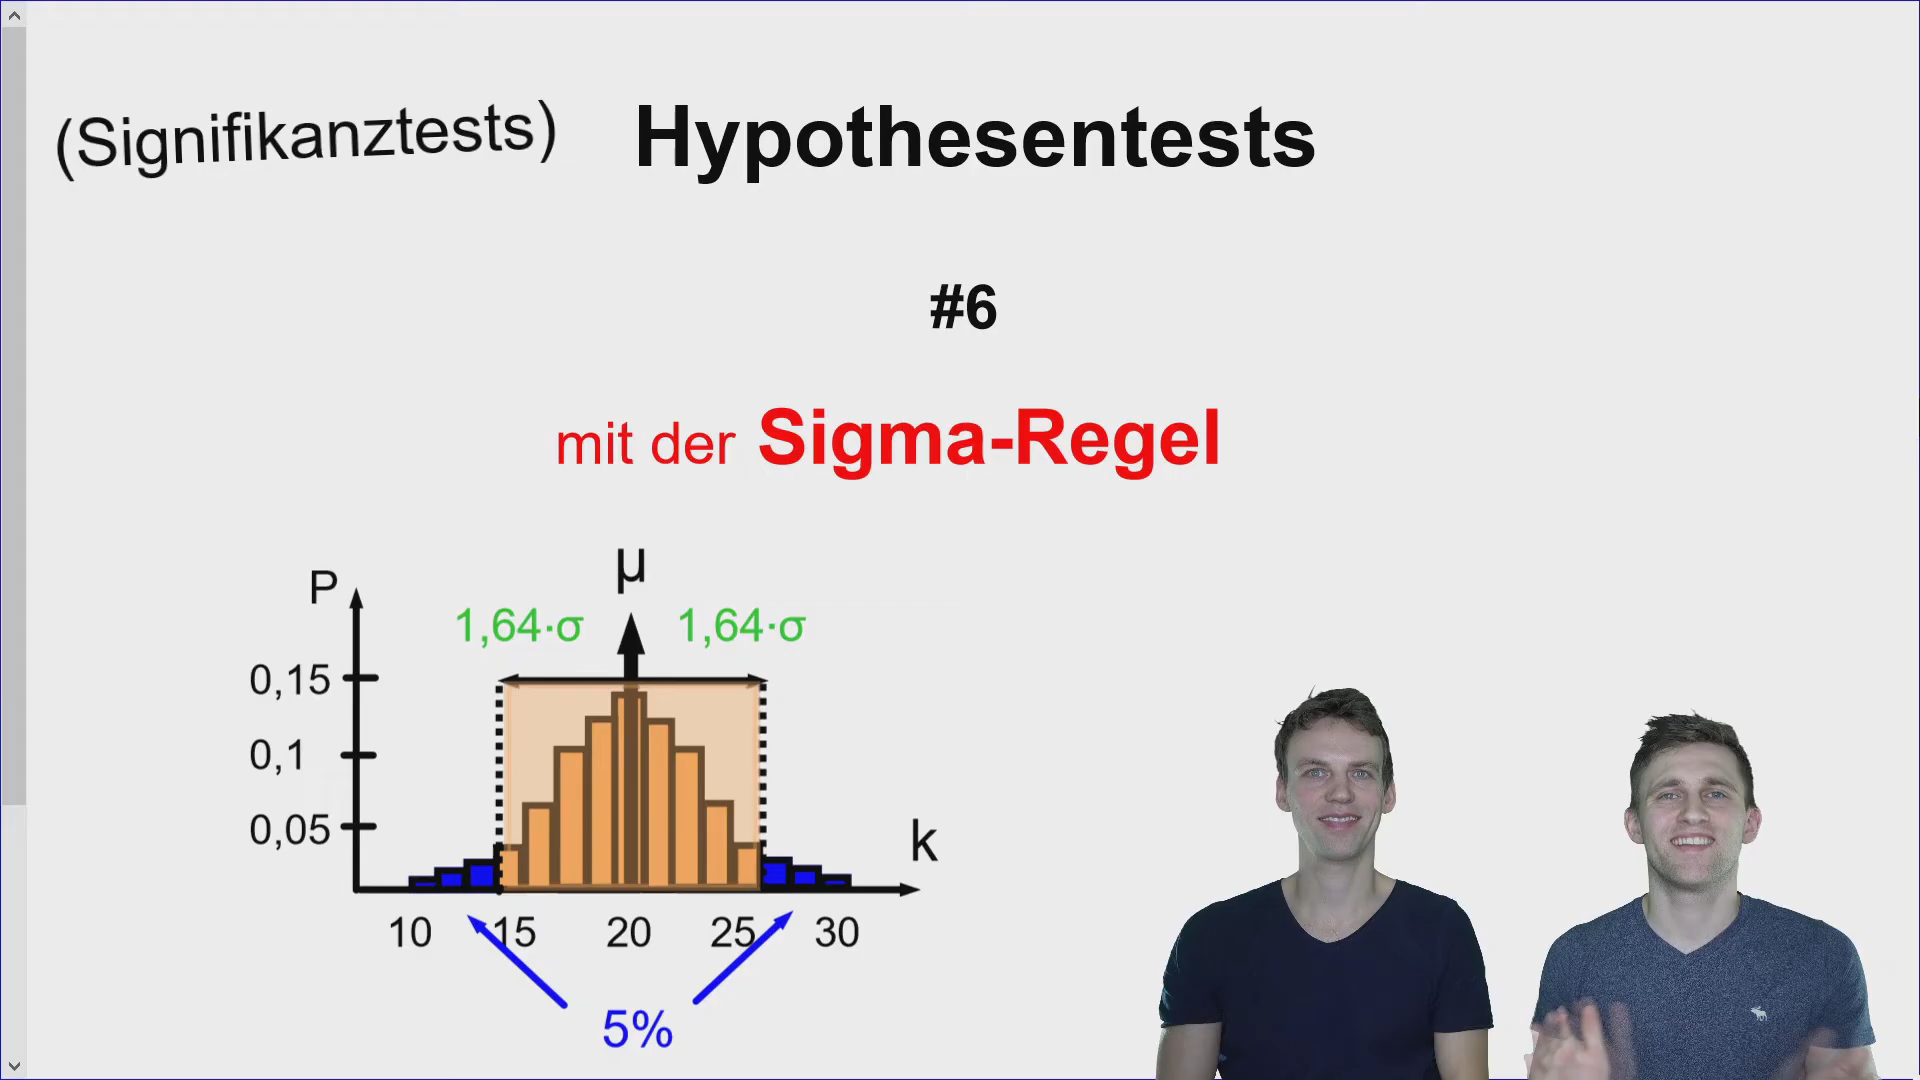 (Signifikanztests) Hypothesentests
#6
mit der Sigma-Regel
μ
P
1,64·σ 1,64·σ
0,15
0,1
0,05
k
10 15 20 25 30
5%